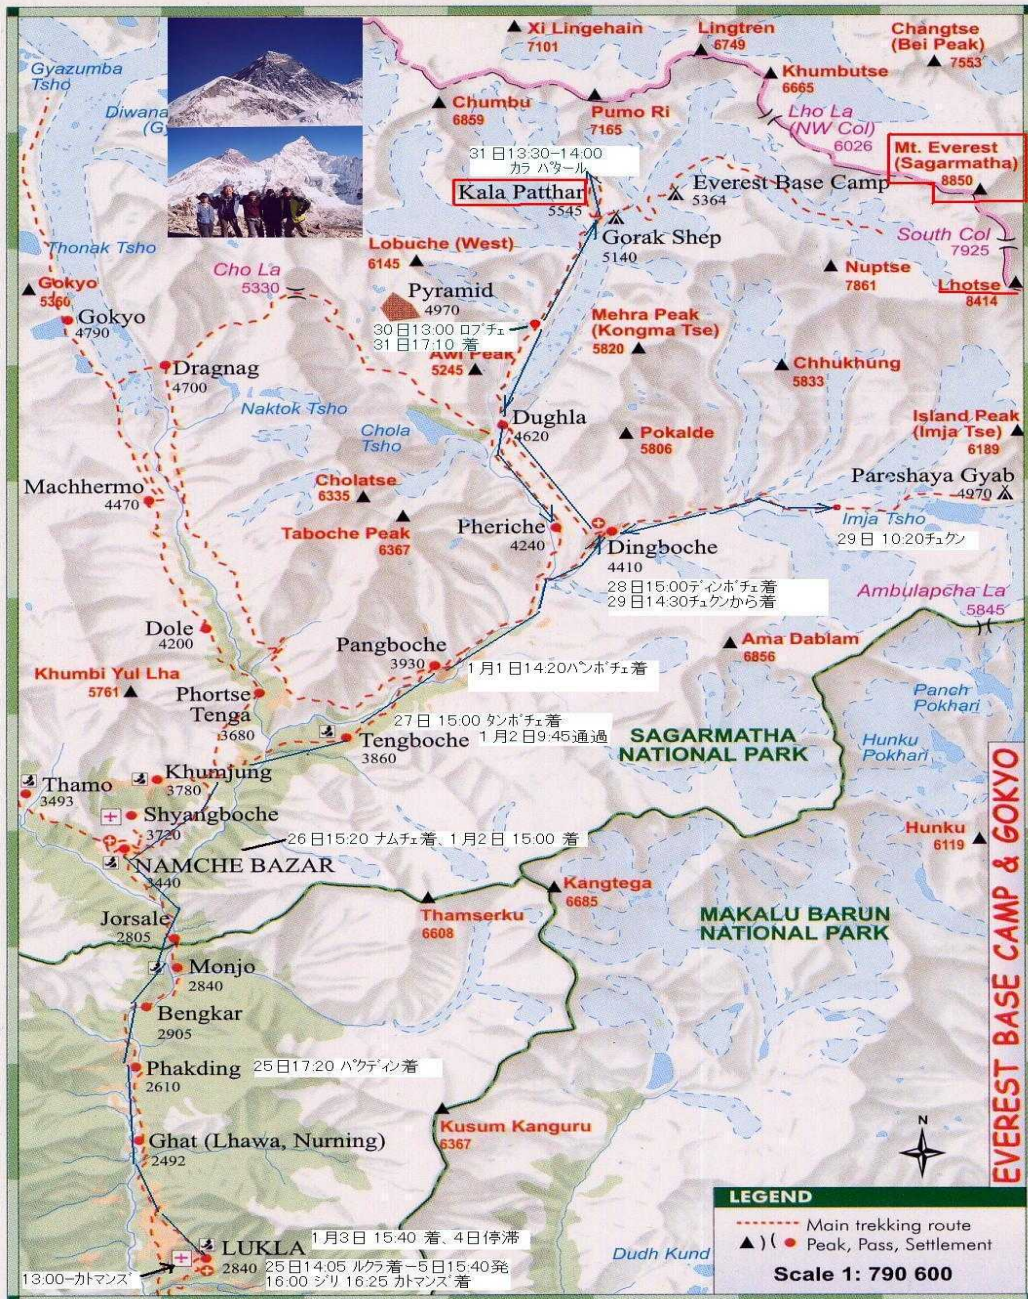 Gyazumba
Tsho
Diwana
(G
Xi Lingehain
7101
Lingtren
6749
Changtse
(Bei Peak)
7553
Khumbutse
6665
Chumbu
6859
Pumo Ri
7165
Lho La
(NW Col)
6026
Mt. Everest
(Sagarmatha)
8850
31日13:30-14:00
カラ パタール
Kala Patthar
5545
Everest Base Camp
5364
Gorak Shep
5140
South Col
7925
Thonak Tsho
Lobuche (West)
6145
Nuptse
7861
Lhotse
8414
Cho La
5330
Gokyo
5360
Gokyo
4790
Pyramid
4970
30日13:00 ロブチェ
31日17:10 着
Awi Peak
5245
Mehra Peak
(Kongma Tse)
5820
Chhukhung
5833
Dragnag
4700
Naktok Tsho
Chola
Tsho
Dughla
4620
Pokalde
5806
Island Peak
(Imja Tse)
6189
Machhermo
4470
Cholatse
6335
Taboche Peak
6367
Pareshaya Gyab
4970
Imja Tsho
29日 10:20チュクン
Pheriche
4240
Dingboche
4410
28日15:00ディンボチェ着
29日14:30チュクンから着
Ambulapcha La
5845
Dole
4200
Pangboche
3930
1月1日14:20パンボチェ着
Ama Dablam
6856
Khumbi Yul Lha
5761
Phortse
Tenga
3680
27日 15:00 タンボチェ着
1月2日9:45通過
Tengboche
3860
Panch
Pokhari
Hunku
Pokhari
SAGARMATHA
NATIONAL PARK
Thamo
3493
Khumjung
3780
Shyangboche
3720
26日15:20 ナムチェ着、1月2日 15:00 着
NAMCHE BAZAR
3440
Hunku
6119
Kangtega
6685
Thamserku
6608
MAKALU BARUN
NATIONAL PARK
Jorsale
2805
Monjo
2840
Bengkar
2905
Phakding
2610
25日17:20 パクディン着
Kusum Kanguru
6367
Ghat (Lhawa, Nurning)
2492
EVEREST BASE CAMP & GOKYO
N
LUKLA
2840
1月3日 15:40 着、4日停滞
25日14:05 ルクラ着－5日15:40発
16:00 ジリ 16:25 カトマンズ着
13:00-カトマンズ
Dudh Kund
LEGEND
Main trekking route
Peak, Pass, Settlement
Scale 1: 790 600